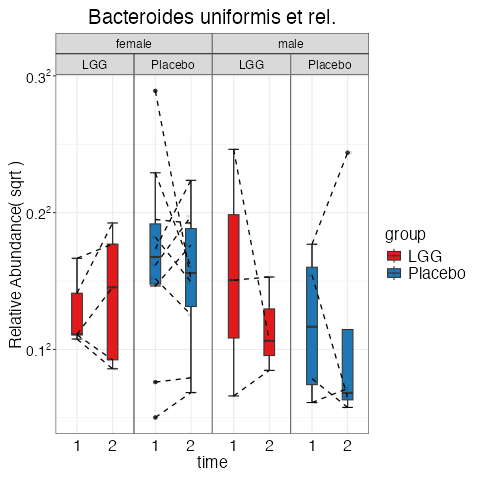 Bacteroides uniformis et rel.
female male
LGG Placebo LGG Placebo
0.3²
0.2²
0.1²
Relative Abundance( sqrt )
1 2 1 2 1 2 1 2
time
group
LGG
Placebo